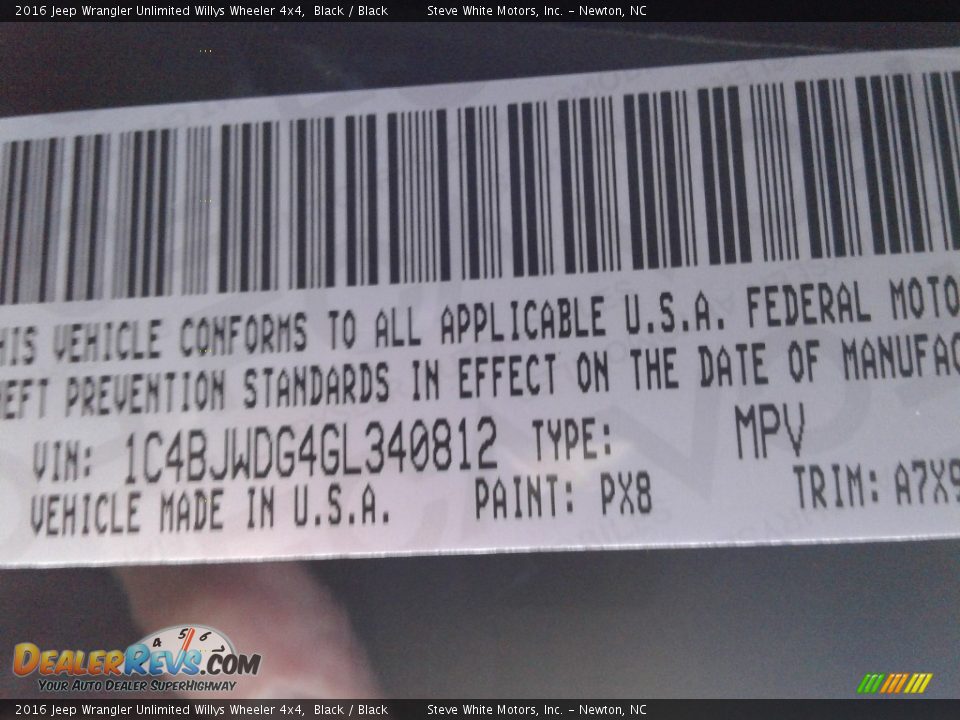 2016 Jeep Wrangler Unlimited Willys Wheeler 4x4, Black / Black Steve White Motors, Inc. – Newton, NC
HIS VEHICLE CONFORMS TO ALL APPLICABLE U.S.A. FEDERAL MOTO
EFT PREVENTION STANDARDS IN EFFECT ON THE DATE OF MANUFAC
VIN: 1C4BJWDG4GL340812 TYPE: MPV
VEHICLE MADE IN U.S.A. PAINT: PX8 TRIM: A7X9
4 5 6
DEALERREVS.COM
YOUR AUTO DEALER SUPERHIGHWAY
2016 Jeep Wrangler Unlimited Willys Wheeler 4x4, Black / Black Steve White Motors, Inc. – Newton, NC